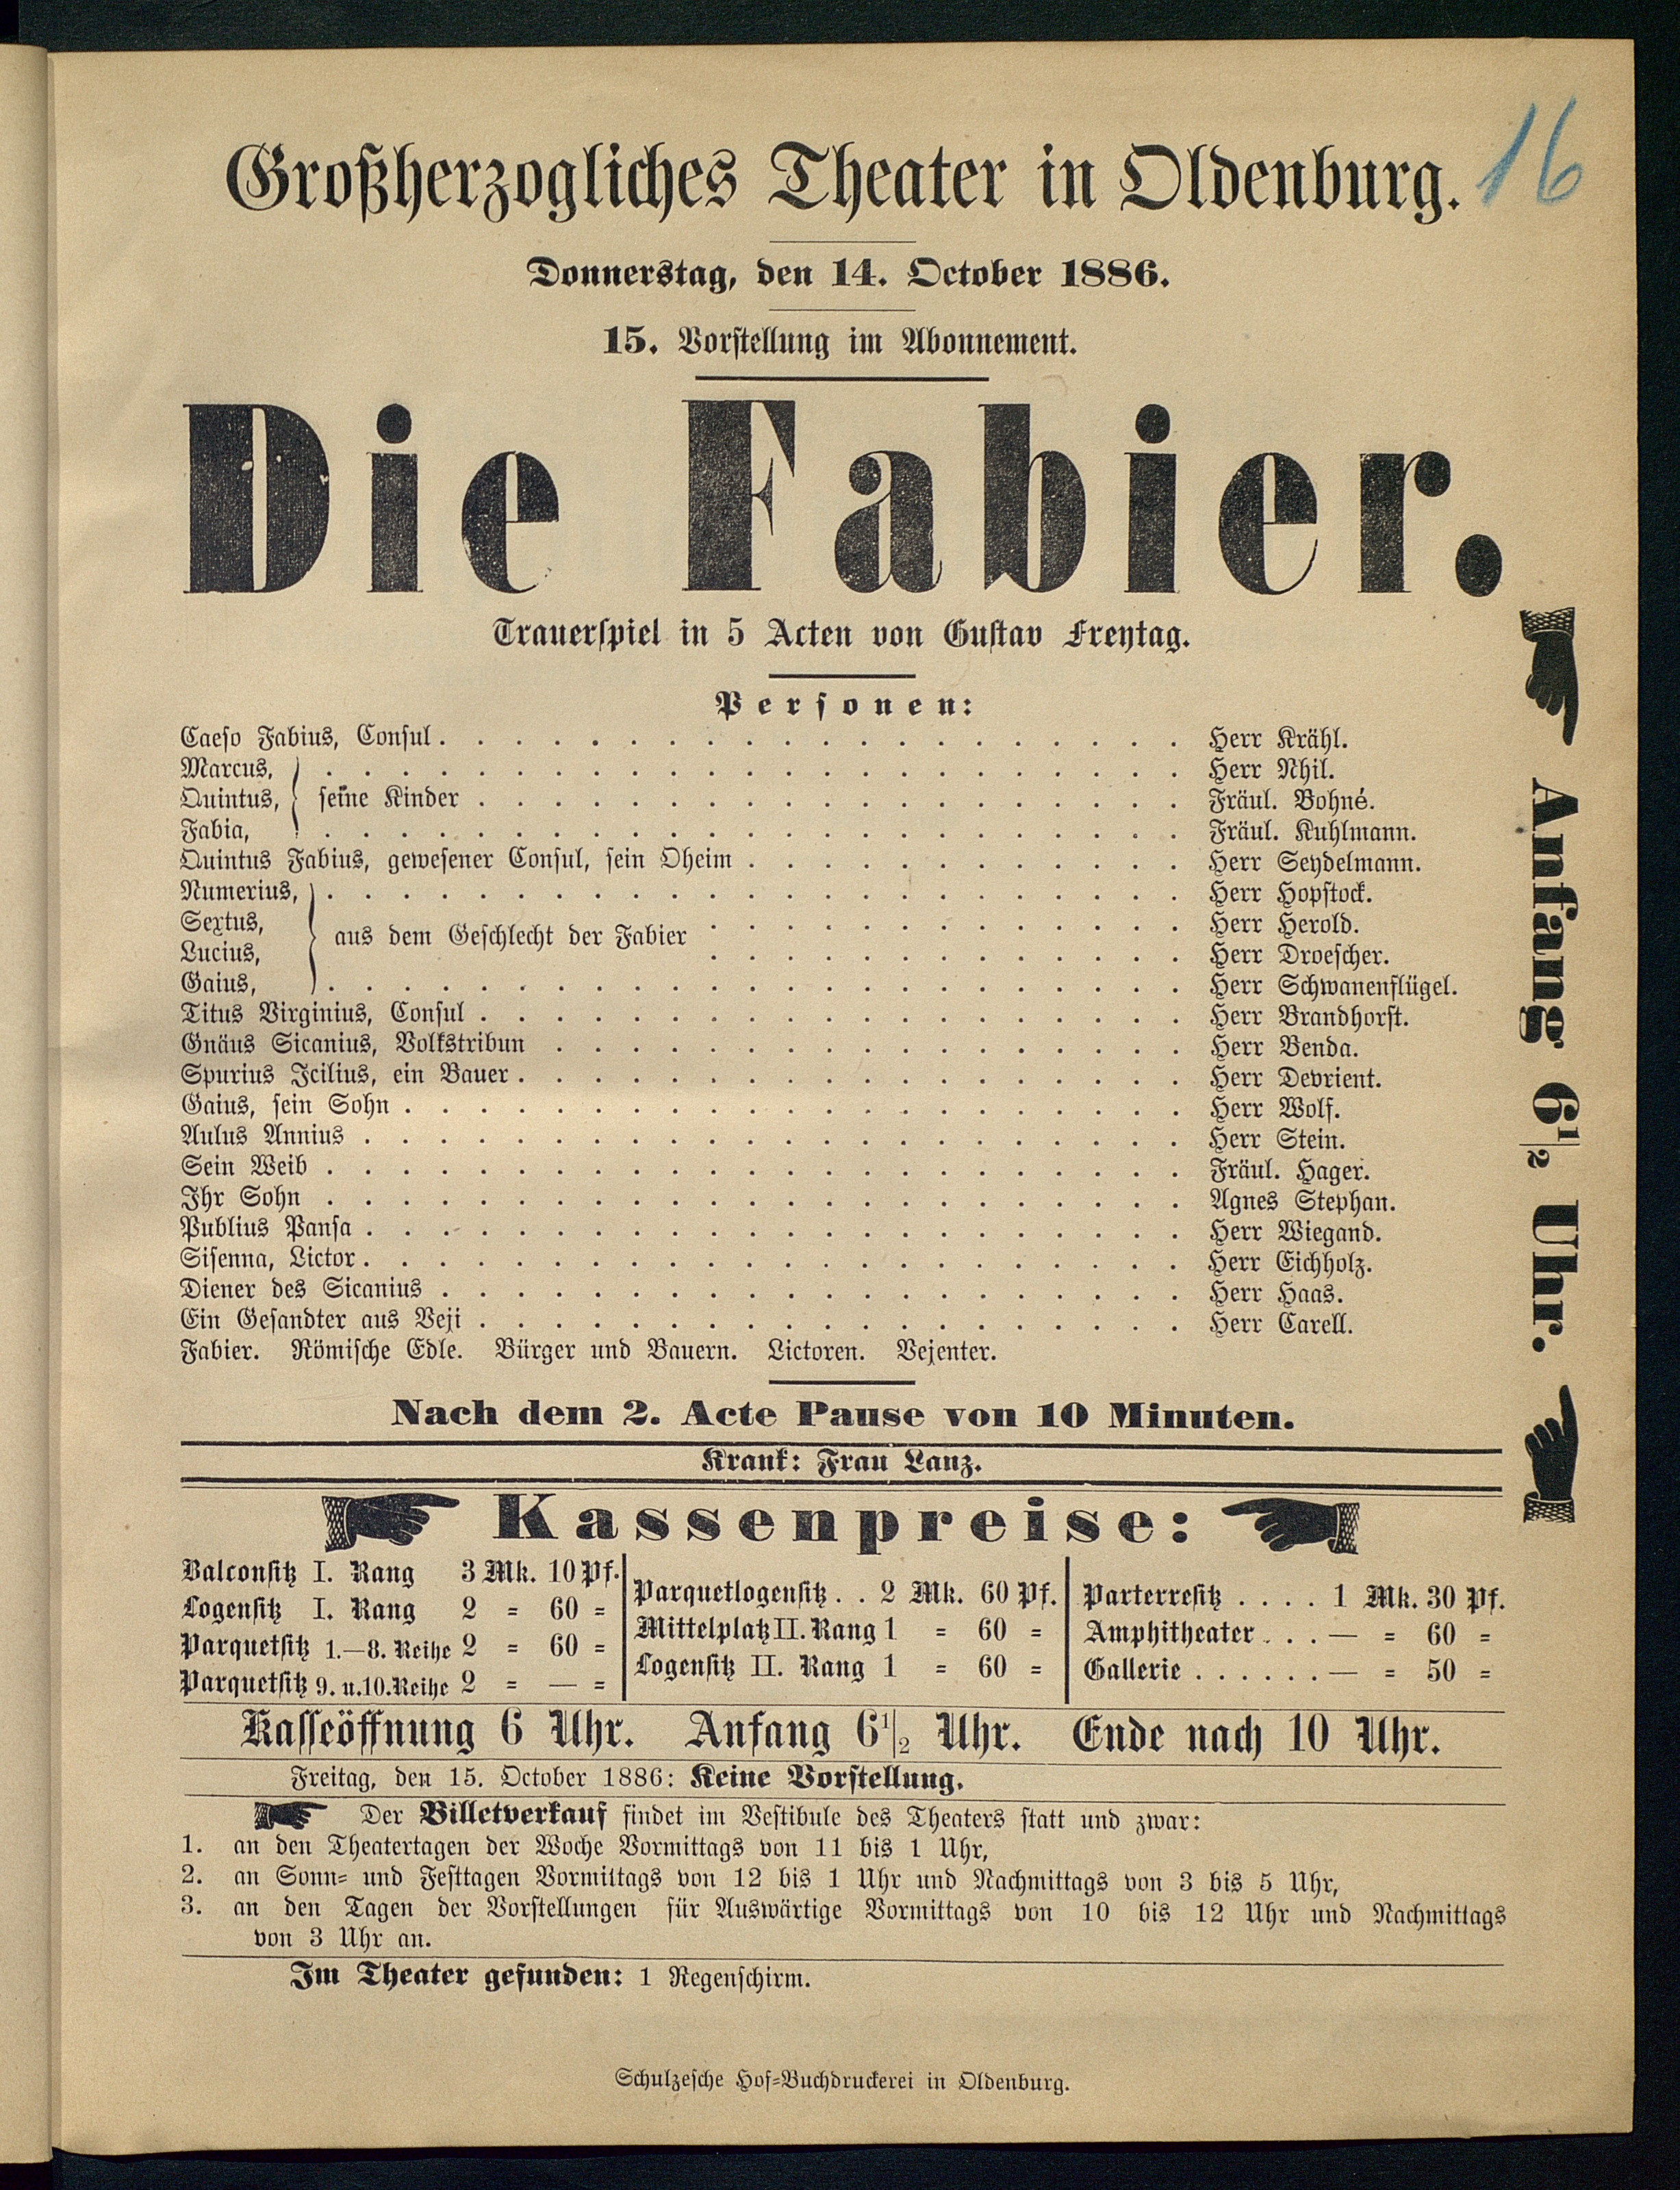 16
Großherzogliches Theater in Oldenburg.
Donnerstag, den 14. October 1886.
15. Vorstellung im Abonnement.
Die Fabier.
Trauerspiel in 5 Acten von Gustav Freytag.
Personen:
Caeso Fabius, Consul . . . . . Herr Krähl.
Marcus, . . . . . Herr Nhil.
Quintus, seine Kinder . . . . . Fräul. Bohné.
Fabia, . . . . . Fräul. Kuhlmann.
Quintus Fabius, gewesener Consul, sein Oheim . . . . . Herr Seydelmann.
Numerius, . . . . . Herr Hopstock.
Sextus, . . . . . Herr Herold.
aus dem Geschlecht der Fabier
Lucius, . . . . . Herr Droescher.
Gaius, . . . . . Herr Schwanenflügel.
Titus Virginius, Consul . . . . . Herr Brandhorst.
Gnäus Sicanius, Volkstribun . . . . . Herr Benda.
Spurius Icilius, ein Bauer . . . . . Herr Devrient.
Gaius, sein Sohn . . . . . Herr Wolf.
Aulus Annius . . . . . Herr Stein.
Sein Weib . . . . . Fräul. Hager.
Ihr Sohn . . . . . Agnes Stephan.
Publius Pansa . . . . . Herr Wiegand.
Sisenna, Lictor . . . . . Herr Eichholz.
Diener des Sicanius . . . . . Herr Haas.
Ein Gesandter aus Veji . . . . . Herr Carell.
Fabier. Römische Edle. Bürger und Bauern. Lictoren. Vejenter.
Anfang 6½ Uhr.
Nach dem 2. Acte Pause von 10 Minuten.
Krank: Frau Lanz.
Kassenpreise:
Balconsitz I. Rang 3 Mk. 10 Pf.
Logensitz I. Rang 2 = 60 =
Parquetsitz 1.—8. Reihe 2 = 60 =
Parquetsitz 9. u. 10. Reihe 2 = — =
Parquetlogensitz . . 2 Mk. 60 Pf.
Mittelplatz II. Rang 1 = 60 =
Logensitz II. Rang 1 = 60 =
Parterresitz . . . . 1 Mk. 30 Pf.
Amphitheater . . . — = 60 =
Gallerie . . . . . . — = 50 =
Kasseöffnung 6 Uhr. Anfang 6½ Uhr. Ende nach 10 Uhr.
Freitag, den 15. October 1886: Keine Vorstellung.
Der Billetverkauf findet im Vestibule des Theaters statt und zwar:
1. an den Theatertagen der Woche Vormittags von 11 bis 1 Uhr,
2. an Sonn= und Festtagen Vormittags von 12 bis 1 Uhr und Nachmittags von 3 bis 5 Uhr,
3. an den Tagen der Vorstellungen für Auswärtige Vormittags von 10 bis 12 Uhr und Nachmittags
von 3 Uhr an.
Im Theater gefunden: 1 Regenschirm.
Schulzesche Hof=Buchdruckerei in Oldenburg.